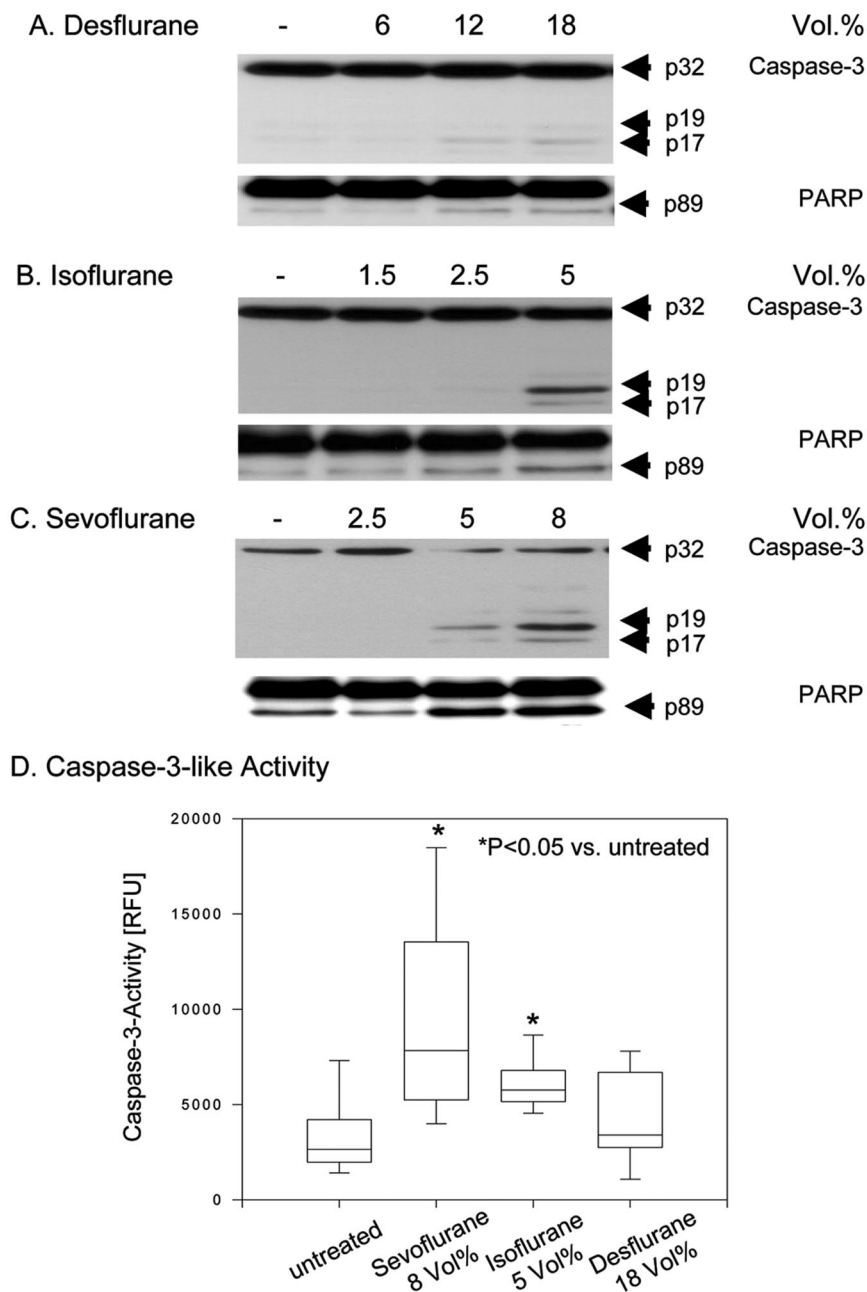 A. Desflurane - 6 12 18 Vol.%
p32 Caspase-3
p19
p17
p89 PARP
B. Isoflurane - 1.5 2.5 5 Vol.%
p32 Caspase-3
p19
p17
p89 PARP
C. Sevoflurane - 2.5 5 8 Vol.%
p32 Caspase-3
p19
p17
p89 PARP
D. Caspase-3-like Activity
Caspase-3-Activity [RFU]
20000
15000
10000
5000
0
*P<0.05 vs. untreated
*
*
untreated
Sevoflurane
8 Vol%
Isoflurane
5 Vol%
Desflurane
18 Vol%